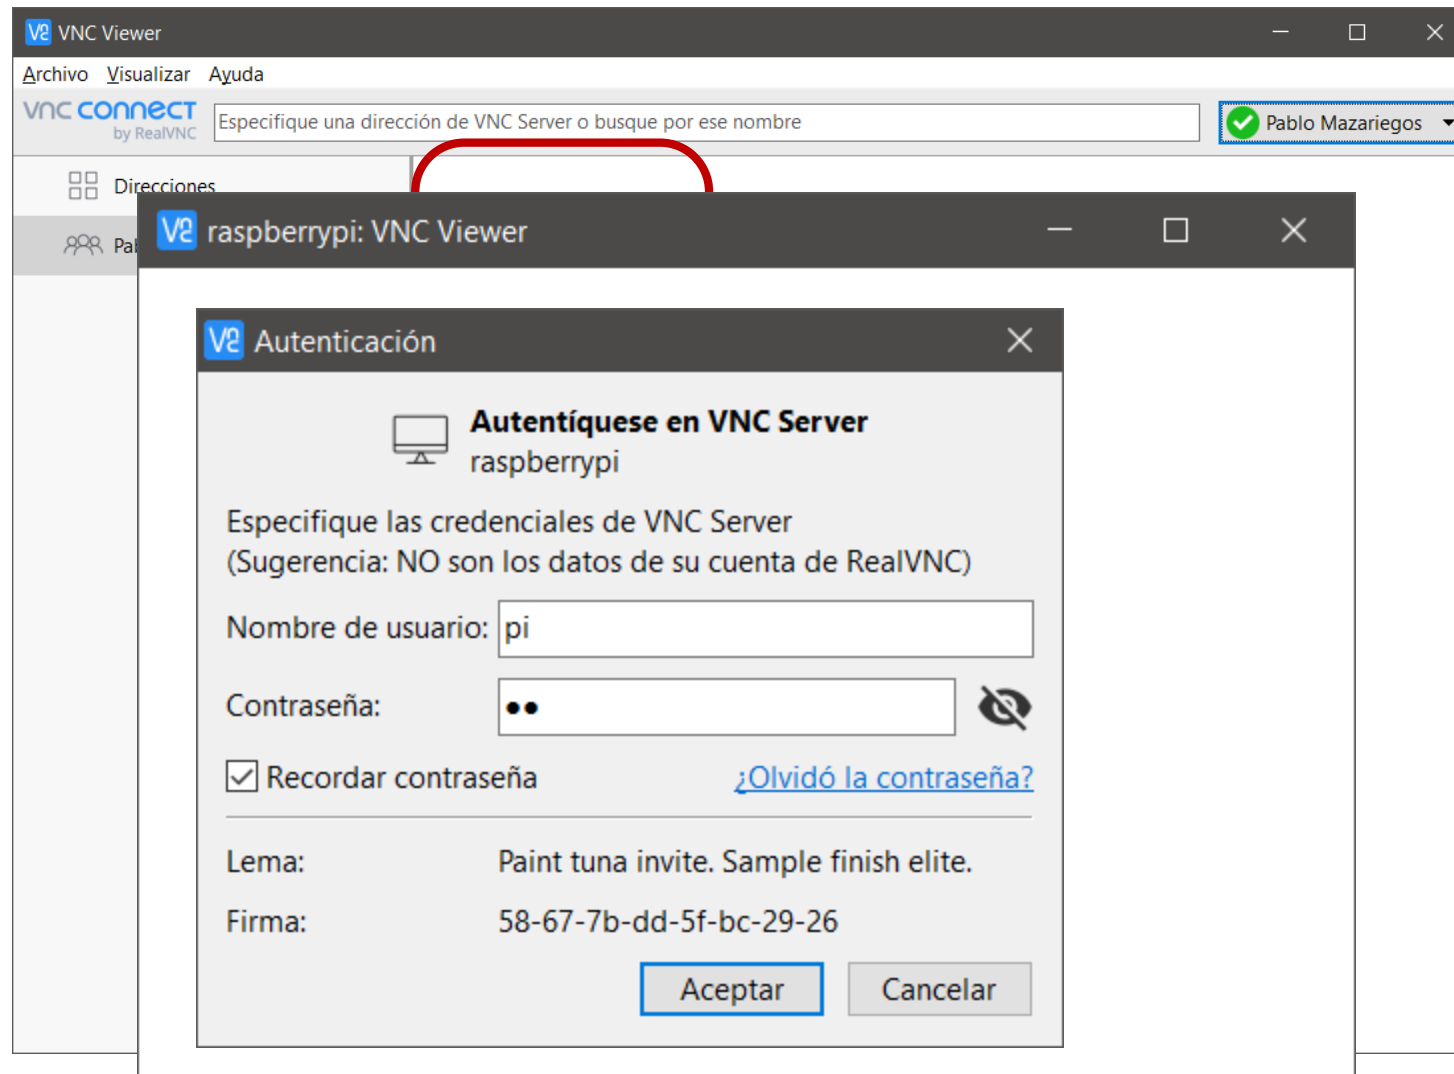 VNC Viewer
Archivo Visualizar Ayuda
vnc connect
by RealVNC
Especifique una dirección de VNC Server o busque por ese nombre
Pablo Mazariegos
Direcciones
raspberrypi: VNC Viewer
Autenticación
Autentíquese en VNC Server
raspberrypi
Especifique las credenciales de VNC Server
(Sugerencia: NO son los datos de su cuenta de RealVNC)
Nombre de usuario: pi
Contraseña: ●●
Recordar contraseña ¿Olvidó la contraseña?
Lema: Paint tuna invite. Sample finish elite.
Firma: 58-67-7b-dd-5f-bc-29-26
Aceptar Cancelar